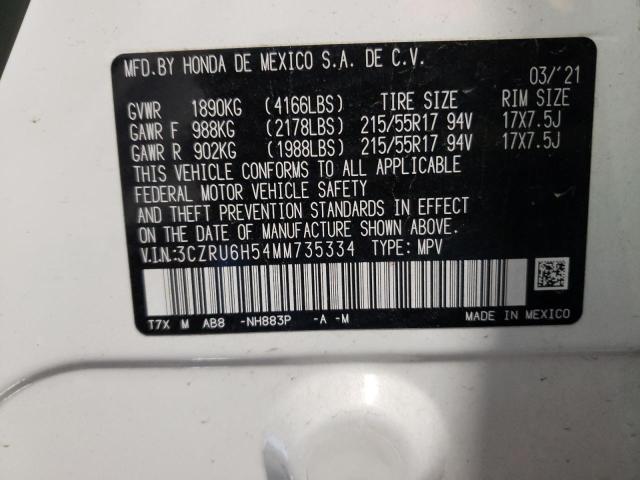 MFD.BY HONDA DE MEXICO S.A. DE C.V.
03/'21
GVWR 1890KG (4166LBS) TIRE SIZE RIM SIZE
GAWR F 988KG (2178LBS) 215/55R17 94V 17X7.5J
GAWR R 902KG (1988LBS) 215/55R17 94V 17X7.5J
THIS VEHICLE CONFORMS TO ALL APPLICABLE
FEDERAL MOTOR VEHICLE SAFETY
AND THEFT PREVENTION STANDARDS IN EFFECT
ON THE DATE OF MANUFACTURE SHOWN ABOVE.
V.I.N:3CZRU6H54MM735334 TYPE: MPV
T7X M AB8 -NH883P -A -M
MADE IN MEXICO